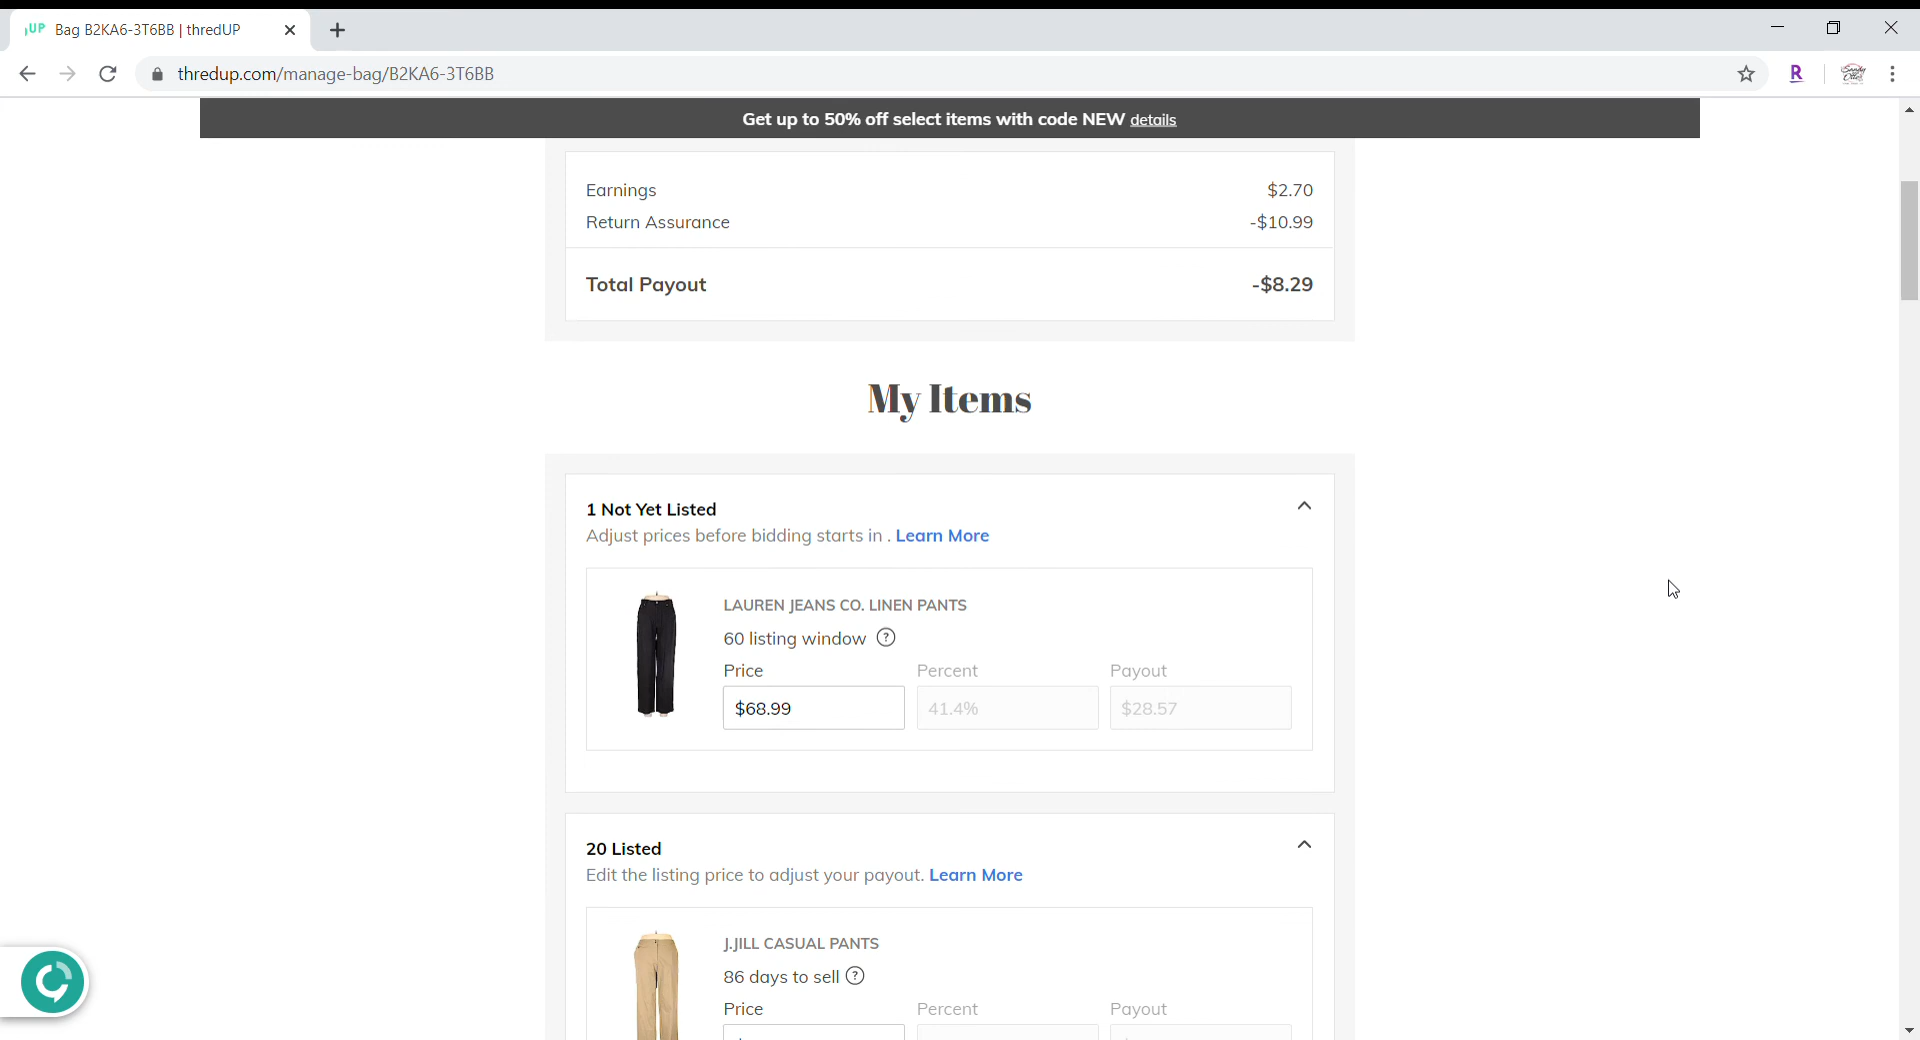 UP Bag B2KA6-3T6BB | thredUP
thredup.com/manage-bag/B2KA6-3T6BB
R
Sandy
Get up to 50% off select items with code NEW details
Earnings $2.70
Return Assurance -$10.99
Total Payout -$8.29
My Items
1 Not Yet Listed
Adjust prices before bidding starts in . Learn More
LAUREN JEANS CO. LINEN PANTS
60 listing window ?
Price Percent Payout
$68.99 41.4% $28.57
20 Listed
Edit the listing price to adjust your payout. Learn More
J.JILL CASUAL PANTS
86 days to sell ?
Price Percent Payout